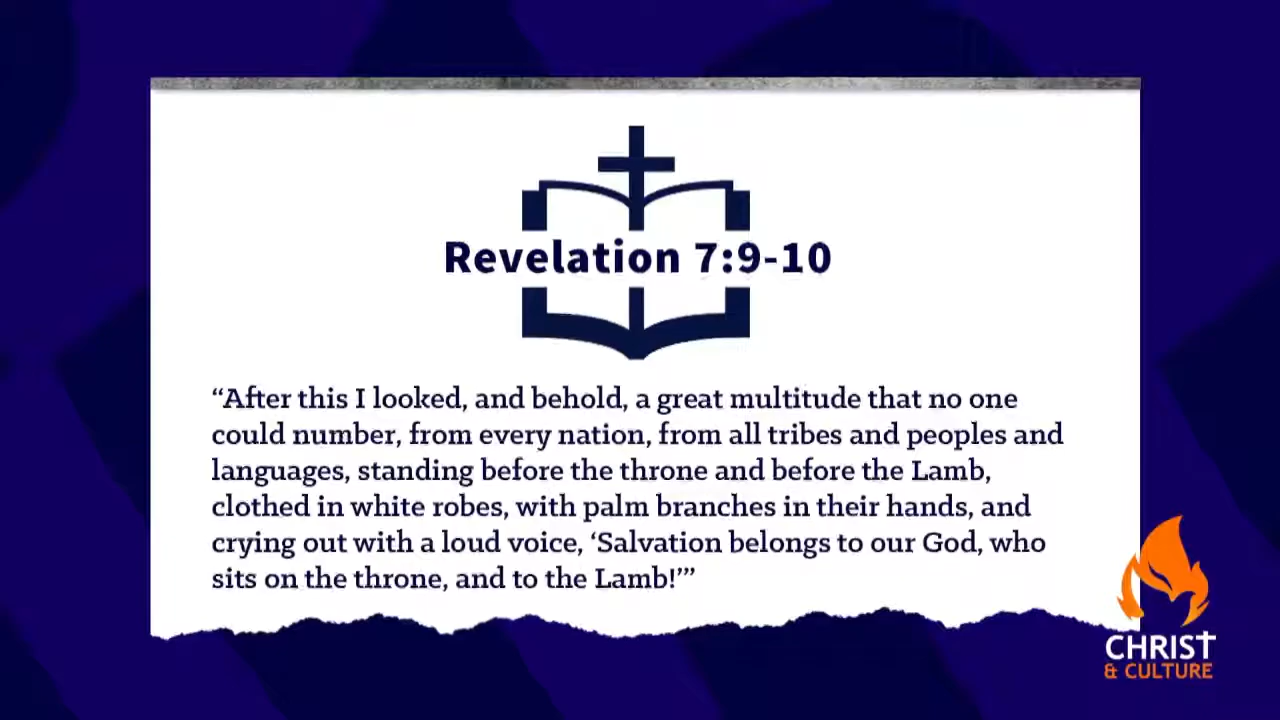 Revelation 7:9-10
“After this I looked, and behold, a great multitude that no one
could number, from every nation, from all tribes and peoples and
languages, standing before the throne and before the Lamb,
clothed in white robes, with palm branches in their hands, and
crying out with a loud voice, ‘Salvation belongs to our God, who
sits on the throne, and to the Lamb!’”
CHRIST
& CULTURE